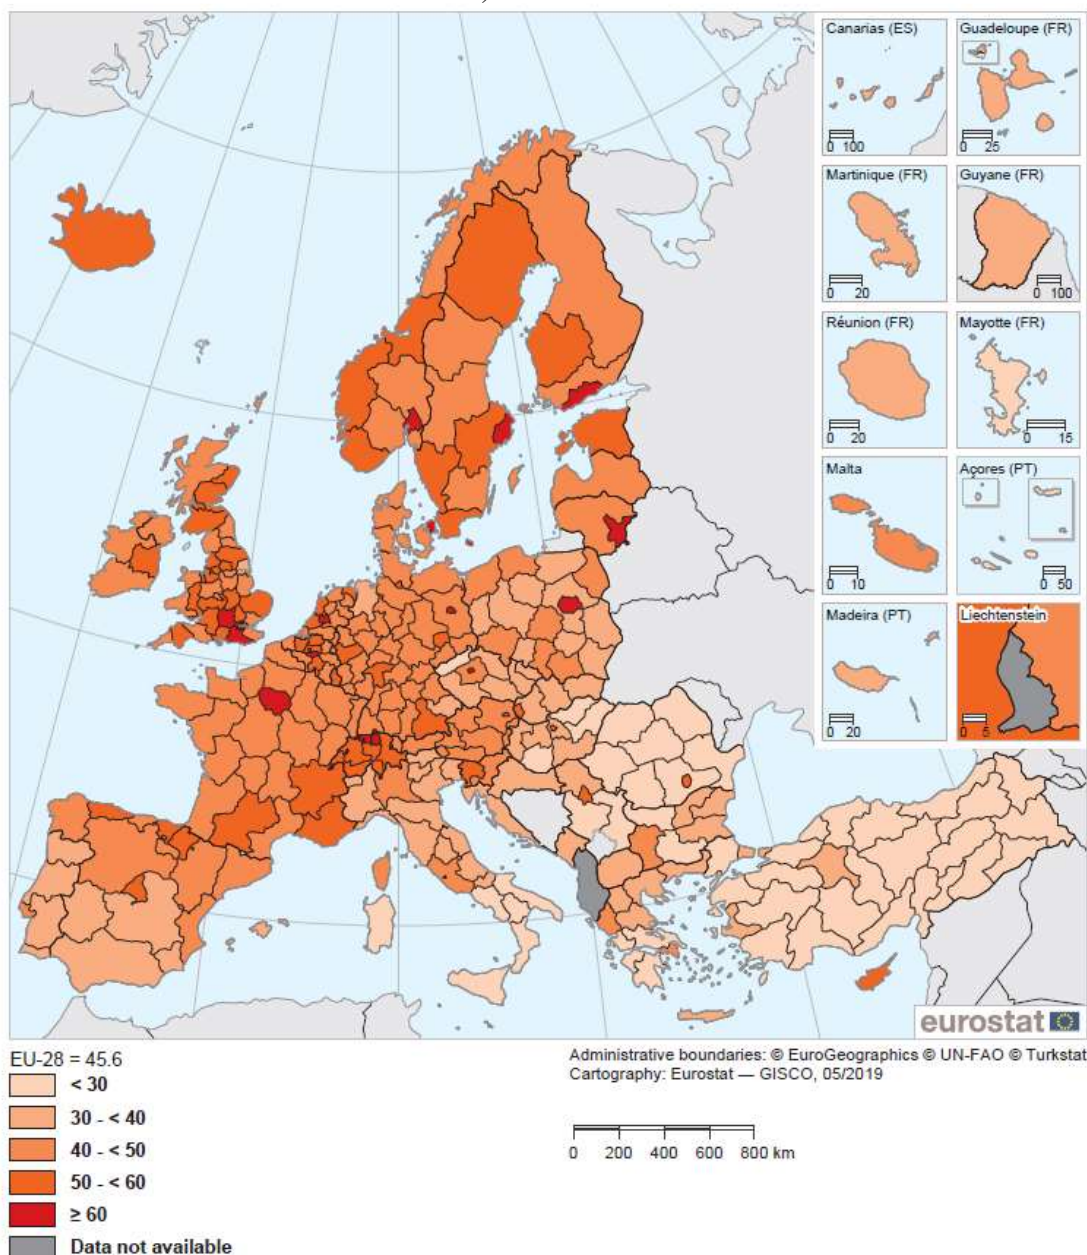 Canarias (ES)
0 100
Guadeloupe (FR)
0 25
Martinique (FR)
0 20
Guyane (FR)
0 100
Réunion (FR)
0 20
Mayotte (FR)
0 15
Malta
0 10
Açores (PT)
0 50
Madeira (PT)
0 20
Liechtenstein
0 5
eurostat
EU-28 = 45.6
< 30
30 - < 40
40 - < 50
50 - < 60
≥ 60
Data not available
Administrative boundaries: © EuroGeographics © UN-FAO © Turkstat
Cartography: Eurostat — GISCO, 05/2019
0 200 400 600 800 km